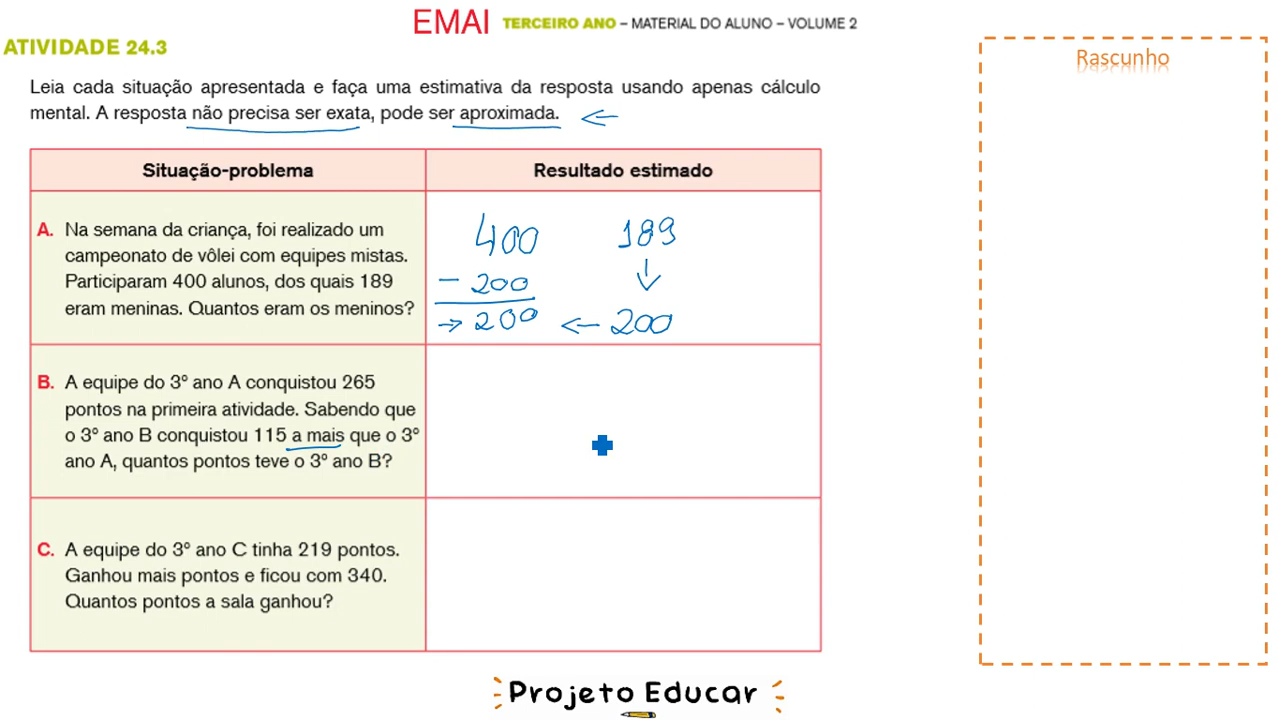 EMAI TERCEIRO ANO – MATERIAL DO ALUNO – VOLUME 2
ATIVIDADE 24.3
Rascunho
Leia cada situação apresentada e faça uma estimativa da resposta usando apenas cálculo
mental. A resposta não precisa ser exata, pode ser aproximada. ←
Situação-problema
Resultado estimado
A. Na semana da criança, foi realizado um
campeonato de vôlei com equipes mistas.
Participaram 400 alunos, dos quais 189
eram meninas. Quantos eram os meninos?
400 189
- 200 ↓
→ 200 ← 200
B. A equipe do 3º ano A conquistou 265
pontos na primeira atividade. Sabendo que
o 3º ano B conquistou 115 a mais que o 3º
ano A, quantos pontos teve o 3º ano B?
C. A equipe do 3º ano C tinha 219 pontos.
Ganhou mais pontos e ficou com 340.
Quantos pontos a sala ganhou?
Projeto Educar